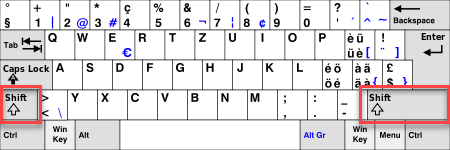 ° + " * ç % & / ( ) = ? ` Backspace
§ 1 ¦ 2 @ 3 # 4 5 6 ¬ 7 ¦ 8 ¢ 9 0 ' ´ ^ ~
Tab Q W E R T Z U I O P è ü ! Enter
€ ü è [ ¨ ]
Caps Lock A S D F G H J K L é ö à ä £
ö é ä à { $ }
Shift > Y X C V B N M ; : _ Shift
< \ , . -
Ctrl Win Key Alt Alt Gr Win Key Menu Ctrl